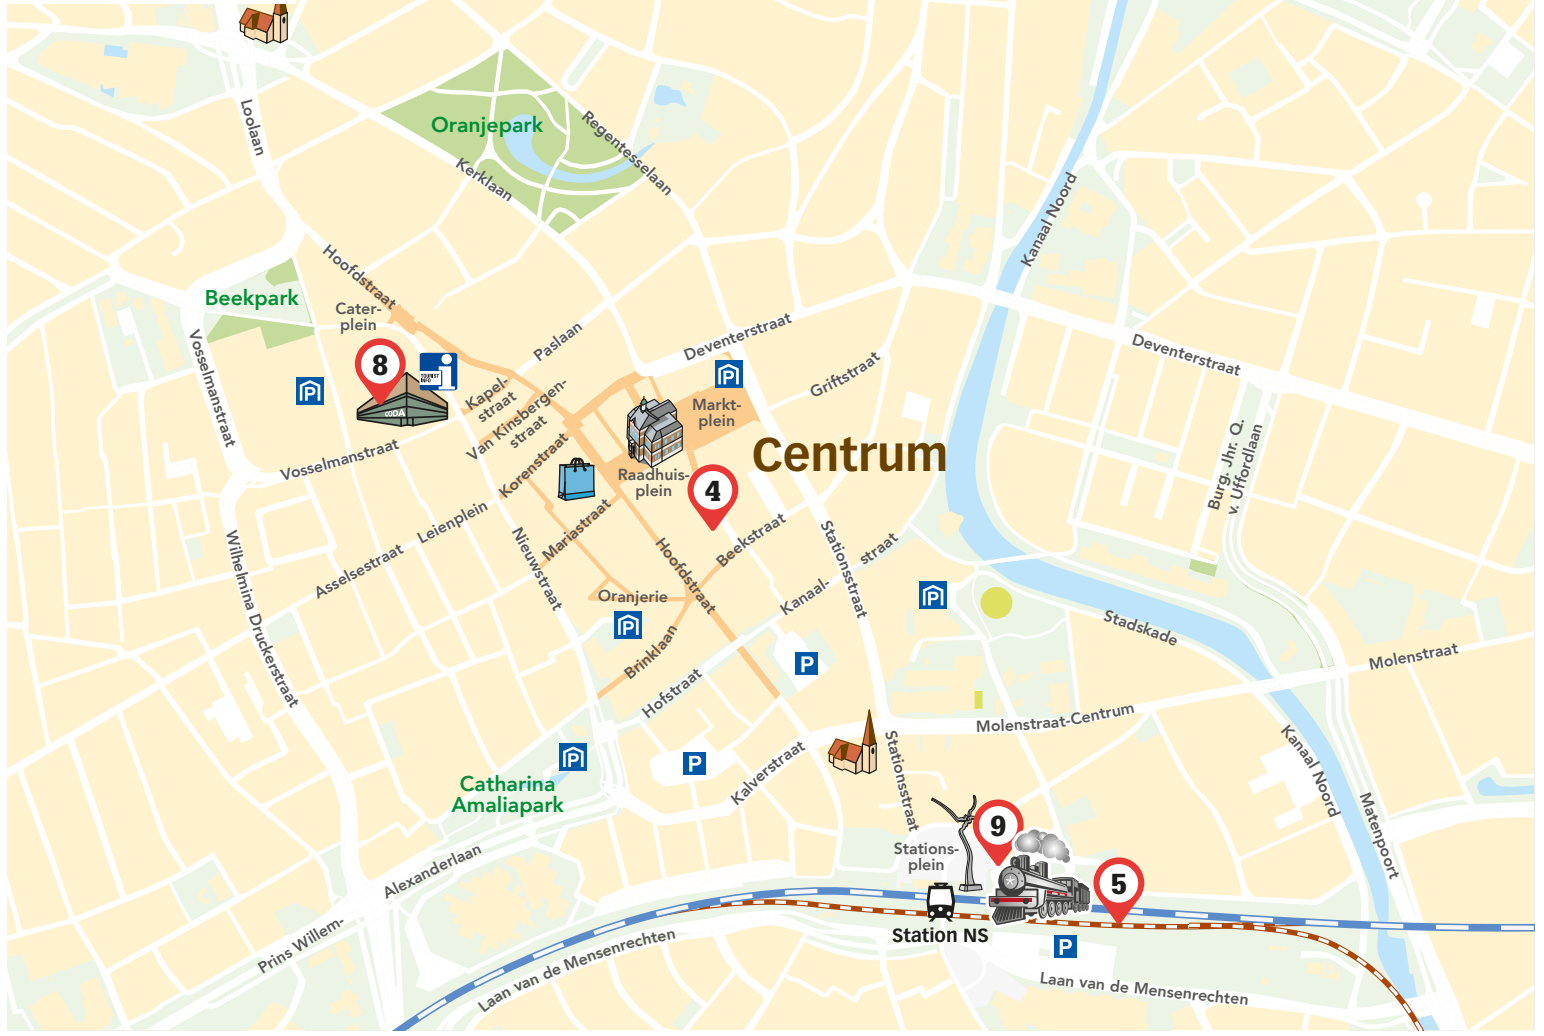 Loolaan
Oranjepark
Regentesselaan
Kerklaan
Kanaal Noord
Hoofdstraat
Beekpark
Cater-
plein
Paslaan
Deventerstraat
Deventerstraat
Vosselmanstraat
8
TOURIST
INFO
CODA
Kapel-
straat
Van Kinsbergen-
straat
Griftstraat
Markt-
plein
Centrum
Vosselmanstraat
Korenstraat
Raadhuis-
plein
4
Burg. Jhr. Q.
v. Uffordlaan
Leienplein
Asselsestraat
Mariastraat
Nieuwstraat
Hoofdstraat
Beekstraat
Stationsstraat
Kanaal-
straat
Wilhelmina Druckerstraat
Oranjerie
Brinklaan
Hofstraat
Stadskade
Molenstraat
Molenstraat-Centrum
P
P
P
P
P
P
P
Kalverstraat
Stationsstraat
Kanaal Noord
Matenpoort
Catharina
Amaliapark
9
Stations-
plein
5
Alexanderlaan
Prins Willem-
Station NS
P
Laan van de Mensenrechten
Laan van de Mensenrechten